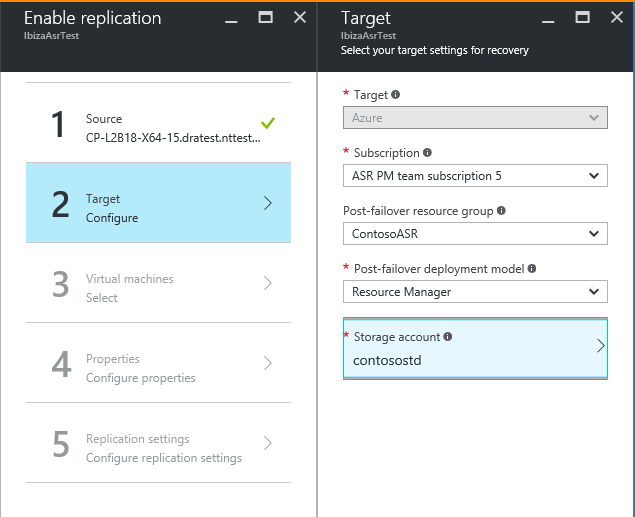 Enable replication
IbizaAsrTest
1
Source
CP-L2B18-X64-15.dratest.nttest...
2
Target
Configure
3
Virtual machines
Select
4
Properties
Configure properties
5
Replication settings
Configure replication settings
Target
IbizaAsrTest
Select your target settings for recovery
* Target
Azure
* Subscription
ASR PM team subscription 5
Post-failover resource group
ContosoASR
* Post-failover deployment model
Resource Manager
* Storage account
contosostd